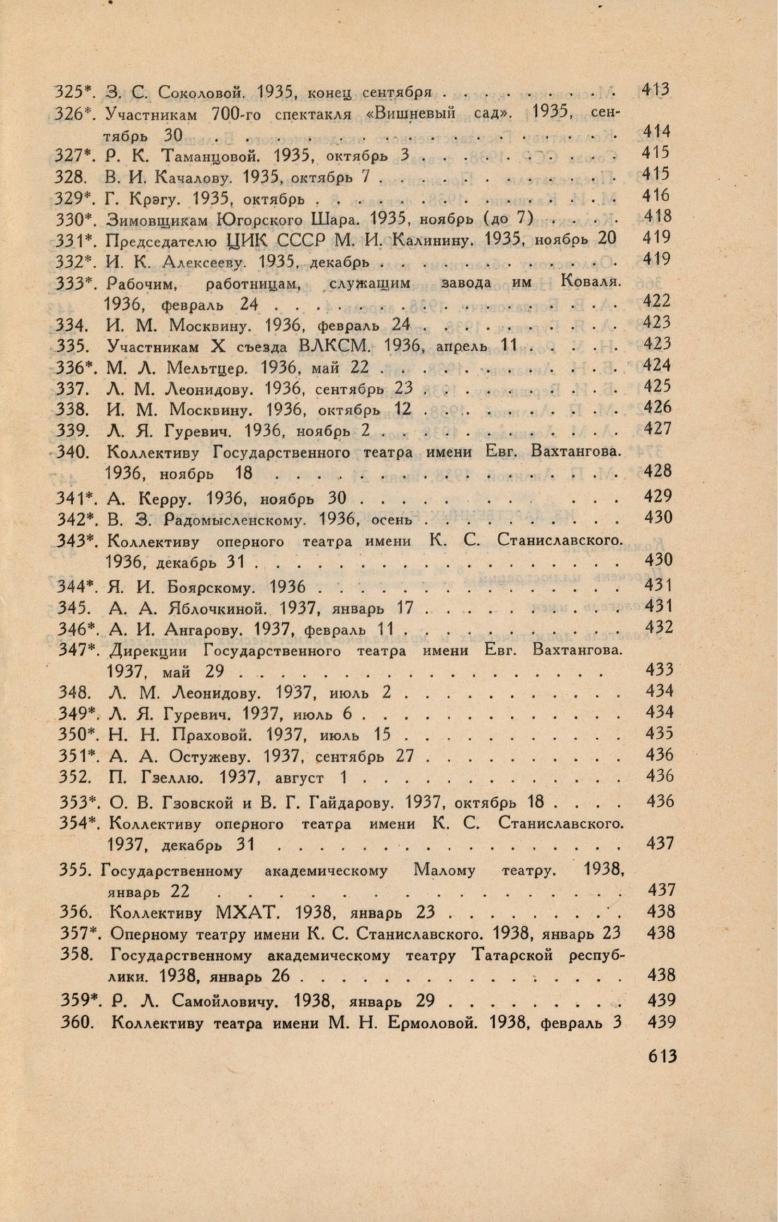 325*. З. С. Соколовой. 1935, конец сентября . . . . . . . . . 413
326*. Участникам 700-го спектакля «Вишневый сад». 1935, сен-
тябрь 30 . . . . . . . . . . . . . . . . . . . 414
327*. Р. К. Таманцовой. 1935, октябрь 3 . . . . . . . . . . 415
328. В. И. Качалову. 1935, октябрь 7 . . . . . . . . . . . . 415
329*. Г. Крэгу. 1935, октябрь . . . . . . . . . . . . . . . 416
330*. Зимовщикам Югорского Шара. 1935, ноябрь (до 7) . . . . 418
331*. Председателю ЦИК СССР М. И. Калинину. 1935, ноябрь 20 419
332*. И. К. Алексееву. 1935, декабрь . . . . . . . . . . . . 419
333*. Рабочим, работницам, служащим завода им Коваля.
1936, февраль 24 . . . . . . . . . . . . . . . . . 422
334. И. М. Москвину. 1936, февраль 24 . . . . . . . . . . 423
335. Участникам X съезда ВЛКСМ. 1936, апрель 11 . . . . . 423
336*. М. Л. Мельтцер. 1936, май 22 . . . . . . . . . . . . 424
337. Л. М. Леонидову. 1936, сентябрь 23 . . . . . . . . . . 425
338. И. М. Москвину. 1936, октябрь 12 . . . . . . . . . . 426
339. Л. Я. Гуревич. 1936, ноябрь 2 . . . . . . . . . . . . 427
340. Коллективу Государственного театра имени Евг. Вахтангова.
1936, ноябрь 18 . . . . . . . . . . . . . . . . 428
341*. А. Керру. 1936, ноябрь 30 . . . . . . . . . . . . . 429
342*. В. З. Радомысленскому. 1936, осень . . . . . . . . . . 430
343*. Коллективу оперного театра имени К. С. Станиславского.
1936, декабрь 31 . . . . . . . . . . . . . . . . . 430
344*. Я. И. Боярскому. 1936 . . . . . . . . . . . . . . . 431
345. А. А. Яблочкиной. 1937, январь 17 . . . . . . . . . . 431
346*. А. И. Ангарову. 1937, февраль 11 . . . . . . . . . . . 432
347*. Дирекции Государственного театра имени Евг. Вахтангова.
1937, май 29 . . . . . . . . . . . . . . . . . . 433
348. Л. М. Леонидову. 1937, июль 2 . . . . . . . . . . . . 434
349*. Л. Я. Гуревич. 1937, июль 6 . . . . . . . . . . . . . 434
350*. Н. Н. Праховой. 1937, июль 15 . . . . . . . . . . . 435
351*. А. А. Остужеву. 1937, сентябрь 27 . . . . . . . . . . 436
352. П. Гзеллю. 1937, август 1 . . . . . . . . . . . . . 436
353*. О. В. Гзовской и В. Г. Гайдарову. 1937, октябрь 18 . . . . 436
354*. Коллективу оперного театра имени К. С. Станиславского.
1937, декабрь 31 . . . . . . . . . . . . . . . . 437
355. Государственному академическому Малому театру. 1938,
январь 22 . . . . . . . . . . . . . . . . . . . 437
356. Коллективу МХАТ. 1938, январь 23 . . . . . . . . . 438
357*. Оперному театру имени К. С. Станиславского. 1938, январь 23 438
358. Государственному академическому театру Татарской респуб-
лики. 1938, январь 26 . . . . . . . . . . . . . . . 438
359*. Р. Л. Самойловичу. 1938, январь 29 . . . . . . . . . 439
360. Коллективу театра имени М. Н. Ермоловой. 1938, февраль 3 439
613